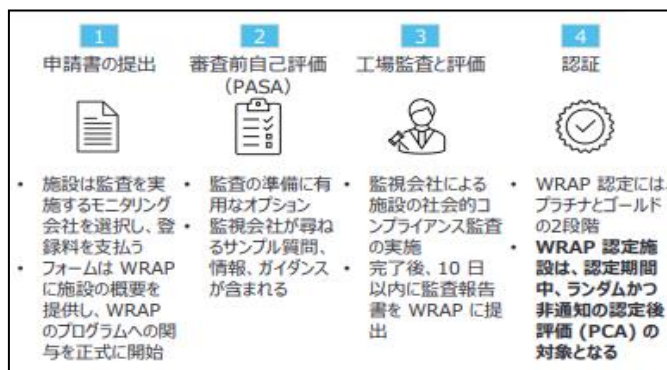 1
申請書の提出
• 施設は監査を実
施するモニタリング
会社を選択し、登
録料を支払う
• フォームは WRAP
に施設の概要を
提供し、WRAP
のプログラムへの関
与を正式に開始
2
審査前自己評価
(PASA)
• 監査の準備に有
用なオプション
• 監視会社が尋ね
るサンプル質問、
情報、ガイダンス
が含まれる
3
工場監査と評価
• 監視会社による
施設の社会的コ
ンプライアンス監査
の実施
• 完了後、10 日
以内に監査報告
書を WRAP に提
出
4
認証
• WRAP 認定には
プラチナとゴールド
の2段階
• WRAP 認定施
設は、認定期間
中、ランダムかつ
非通知の認定後
評価 (PCA) の
対象となる